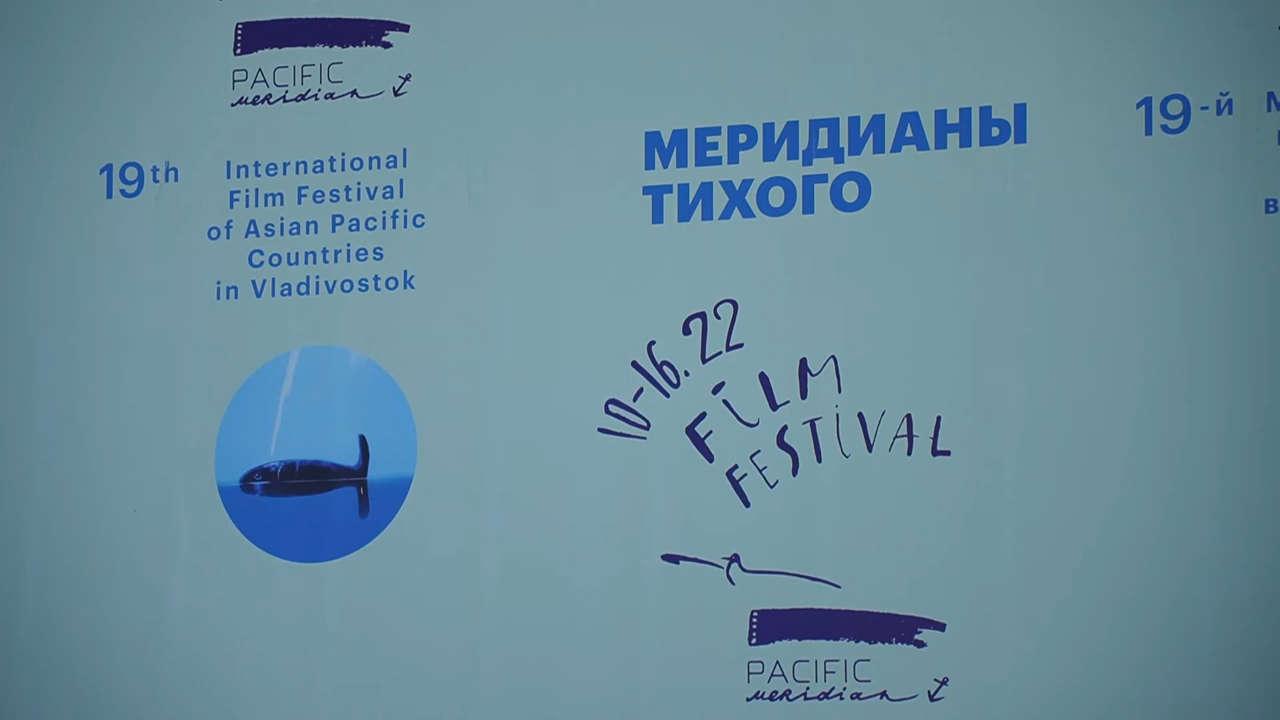 PACIFIC
meridian
19th
International
Film Festival
of Asian Pacific
Countries
in Vladivostok
МЕРИДИАНЫ
ТИХОГО
10-16.22
FiLM
FESTiVAL
PACIFIC
meridian
19-й
в